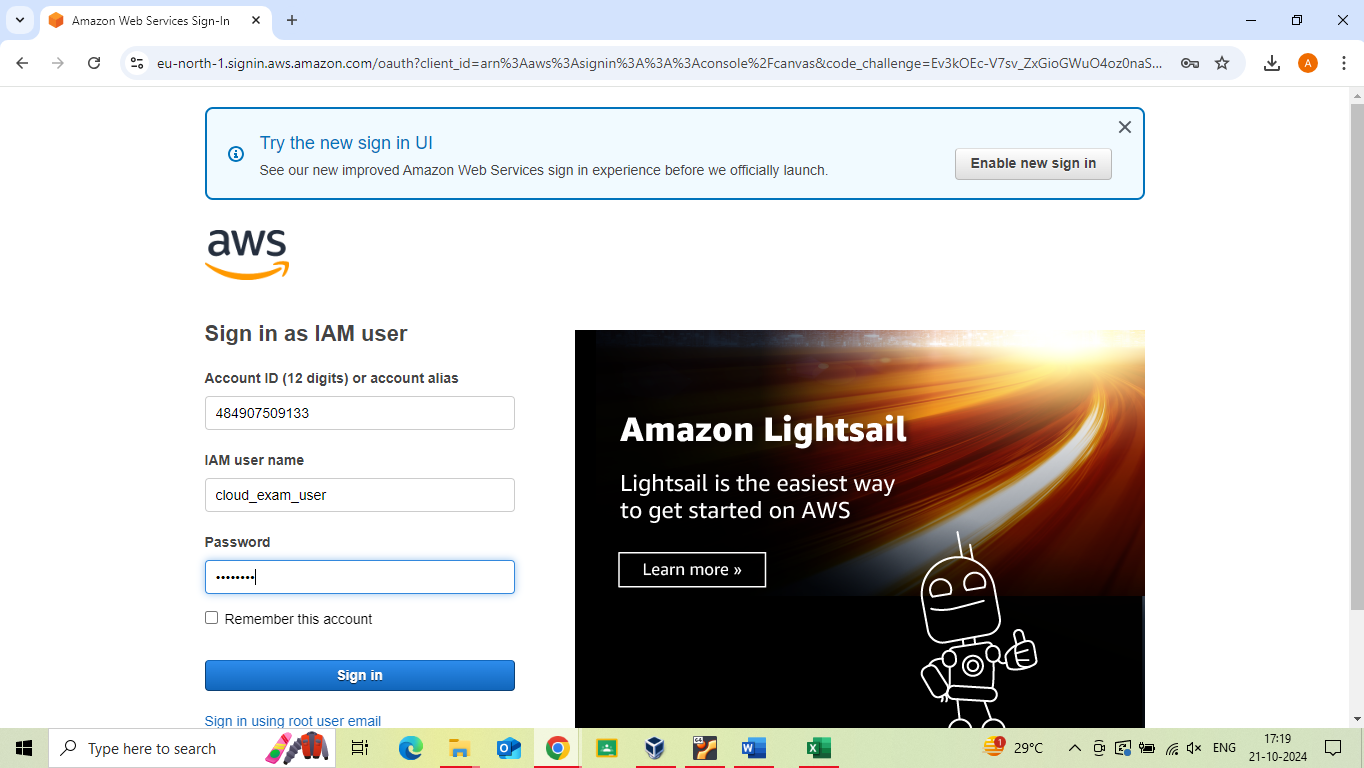 Amazon Web Services Sign-In
eu-north-1.signin.aws.amazon.com/oauth?client_id=arn%3Aaws%3Asignin%3A%3A%3Aconsole%2Fcanvas&code_challenge=Ev3kOEc-V7sv_ZxGioGWuO4oz0naS...
A
Try the new sign in UI
See our new improved Amazon Web Services sign in experience before we officially launch.
Enable new sign in
aws
Sign in as IAM user
Account ID (12 digits) or account alias
484907509133
IAM user name
cloud_exam_user
Password
••••••••
Remember this account
Sign in
Sign in using root user email
Amazon Lightsail
Lightsail is the easiest way
to get started on AWS
Learn more »
Type here to search
1
29°C
ENG
17:19
21-10-2024